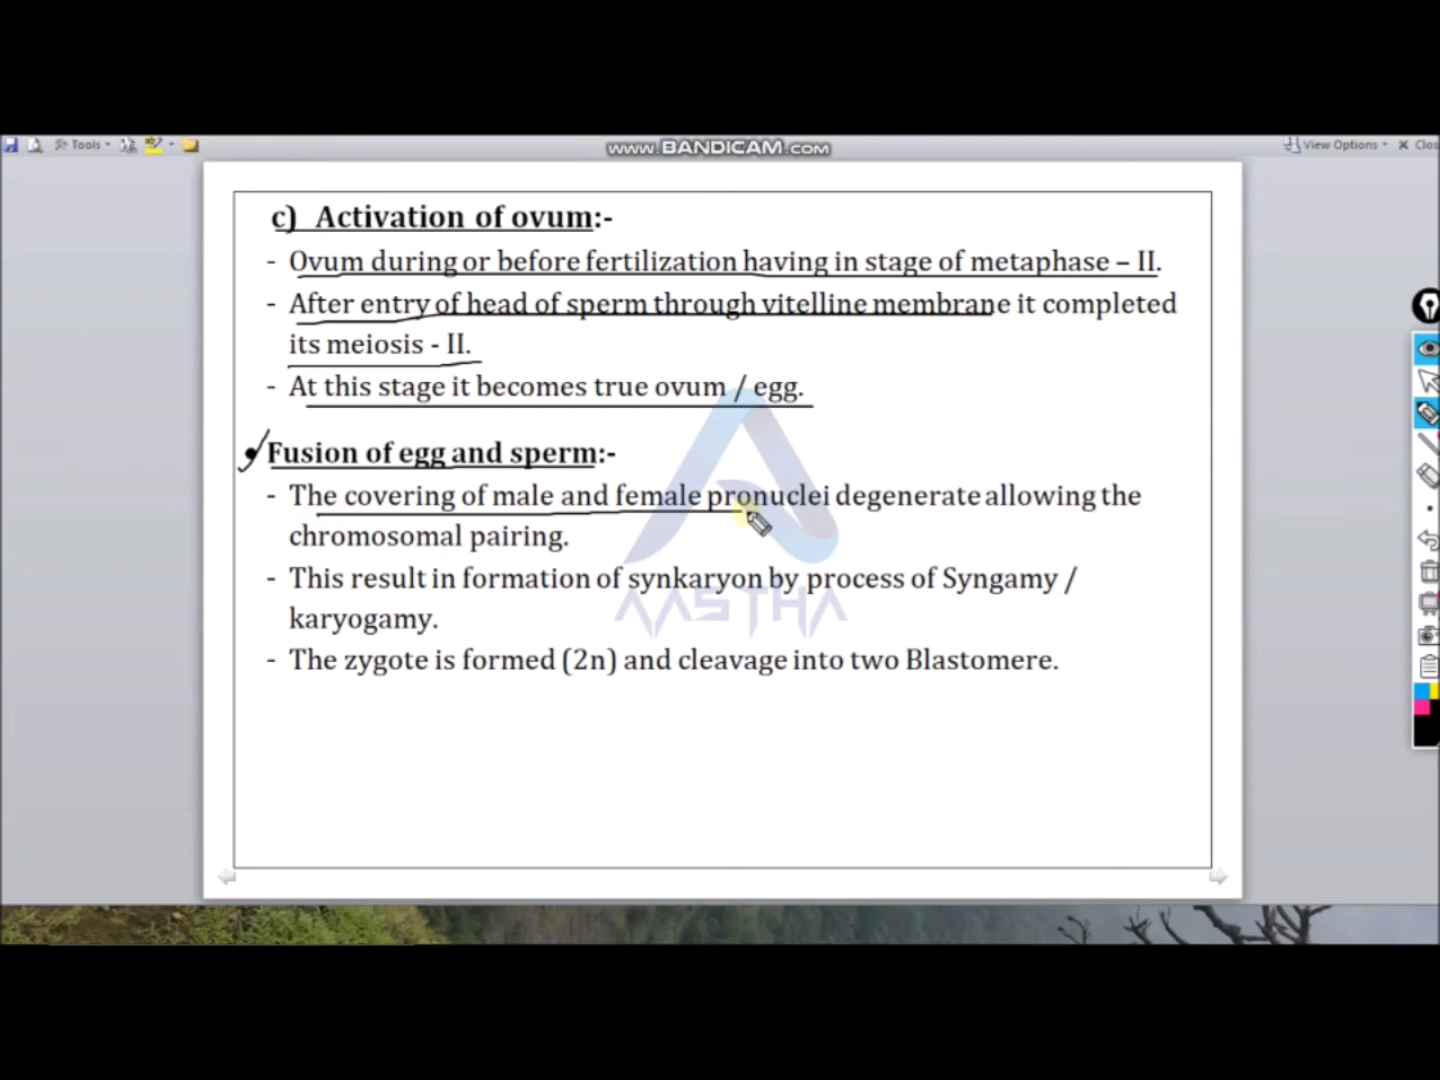 Tools
www.BANDICAM.com
View Options
Clos
c) Activation of ovum:-
- Ovum during or before fertilization having in stage of metaphase – II.
- After entry of head of sperm through vitelline membrane it completed
its meiosis - II.
- At this stage it becomes true ovum / egg.
• Fusion of egg and sperm:-
- The covering of male and female pronuclei degenerate allowing the
chromosomal pairing.
- This result in formation of synkaryon by process of Syngamy /
karyogamy.
- The zygote is formed (2n) and cleavage into two Blastomere.
AASTHA